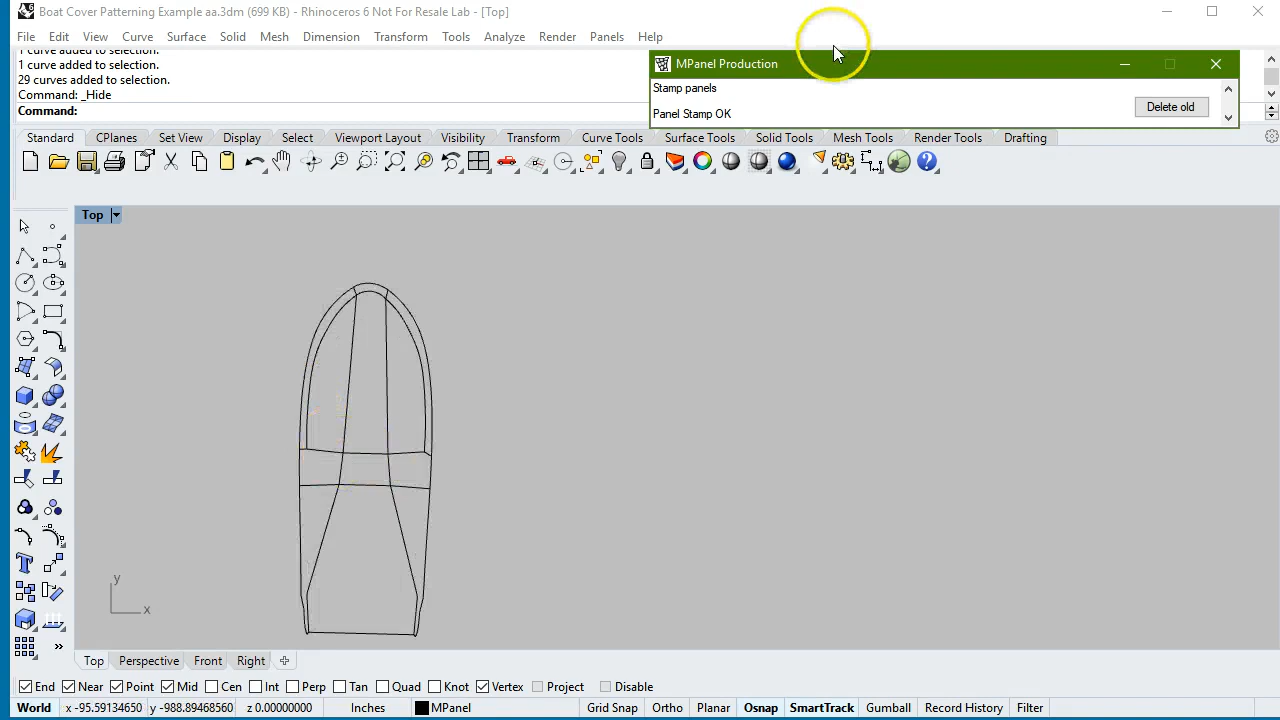 Boat Cover Patterning Example aa.3dm (699 KB) - Rhinoceros 6 Not For Resale Lab - [Top]
File Edit View Curve Surface Solid Mesh Dimension Transform Tools Analyze Render Panels Help
1 curve added to selection.
1 curve added to selection.
29 curves added to selection.
Command: _Hide
Command:
MPanel Production
Stamp panels
Panel Stamp OK
Delete old
Standard CPlanes Set View Display Select Viewport Layout Visibility Transform Curve Tools Surface Tools Solid Tools Mesh Tools Render Tools Drafting
Top
y
x
Top Perspective Front Right
End Near Point Mid Cen Int Perp Tan Quad Knot Vertex Project Disable
World x -95.59134650 y -988.89468560 z 0.00000000 Inches MPanel Grid Snap Ortho Planar Osnap SmartTrack Gumball Record History Filter